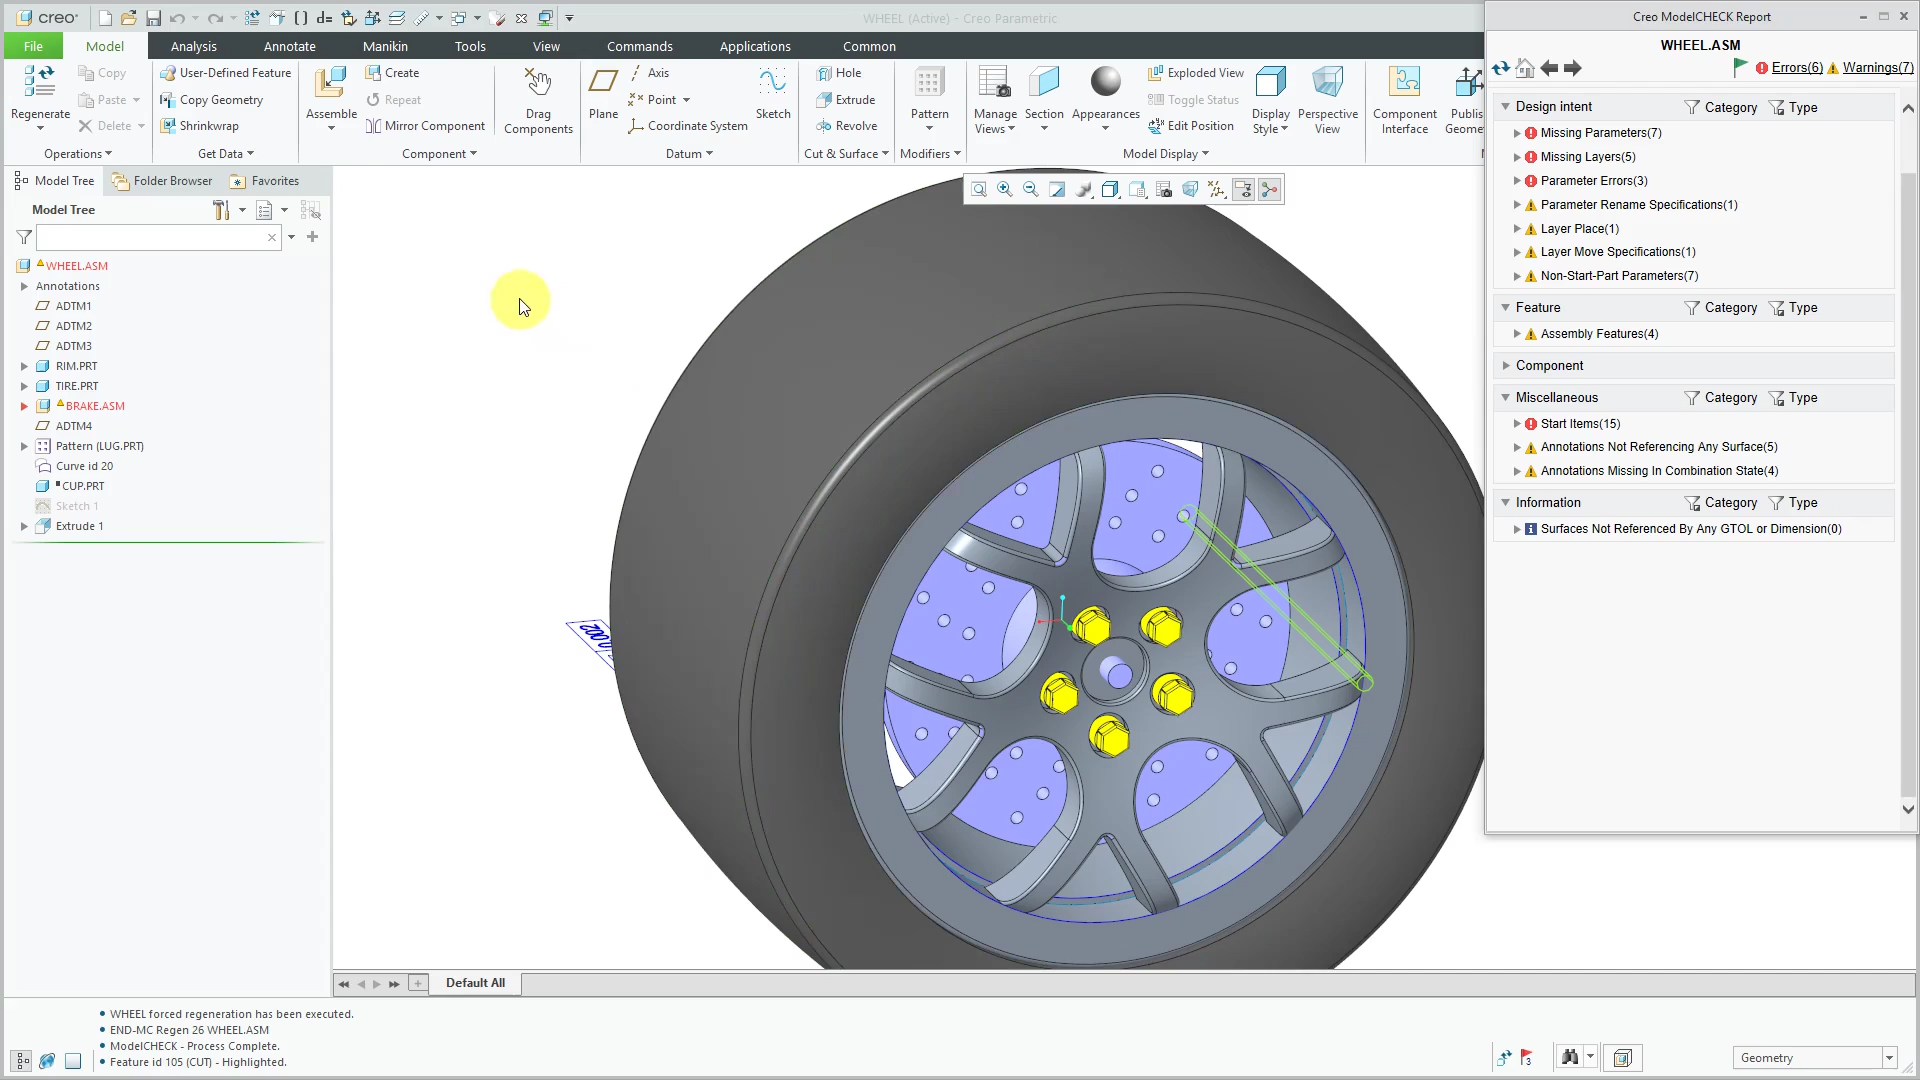 creo
WHEEL (Active) - Creo Parametric
File
Model
Analysis
Annotate
Manikin
Tools
View
Commands
Applications
Common
Regenerate
Copy
Paste
Delete
Operations
User-Defined Feature
Copy Geometry
Shrinkwrap
Get Data
Assemble
Create
Repeat
Mirror Component
Drag Components
Component
Plane
Axis
Point
Coordinate System
Sketch
Datum
Hole
Extrude
Revolve
Cut & Surface
Pattern
Modifiers
Manage Views
Section
Appearances
Exploded View
Toggle Status
Edit Position
Display Style
Perspective View
Model Display
Component Interface
Model Tree
Folder Browser
Favorites
Model Tree
WHEEL.ASM
Annotations
ADTM1
ADTM2
ADTM3
RIM.PRT
TIRE.PRT
BRAKE.ASM
ADTM4
Pattern (LUG.PRT)
Curve id 20
CUP.PRT
Sketch 1
Extrude 1
Default All
WHEEL forced regeneration has been executed.
END-MC Regen 26 WHEEL.ASM
ModelCHECK - Process Complete.
Feature id 105 (CUT) - Highlighted.
3
Geometry
Creo ModelCHECK Report
WHEEL.ASM
Errors(6) Warnings(7)
Design intent Category Type
Missing Parameters(7)
Missing Layers(5)
Parameter Errors(3)
Parameter Rename Specifications(1)
Layer Place(1)
Layer Move Specifications(1)
Non-Start-Part Parameters(7)
Feature Category Type
Assembly Features(4)
Component
Miscellaneous Category Type
Start Items(15)
Annotations Not Referencing Any Surface(5)
Annotations Missing In Combination State(4)
Information Category Type
Surfaces Not Referenced By Any GTOL or Dimension(0)